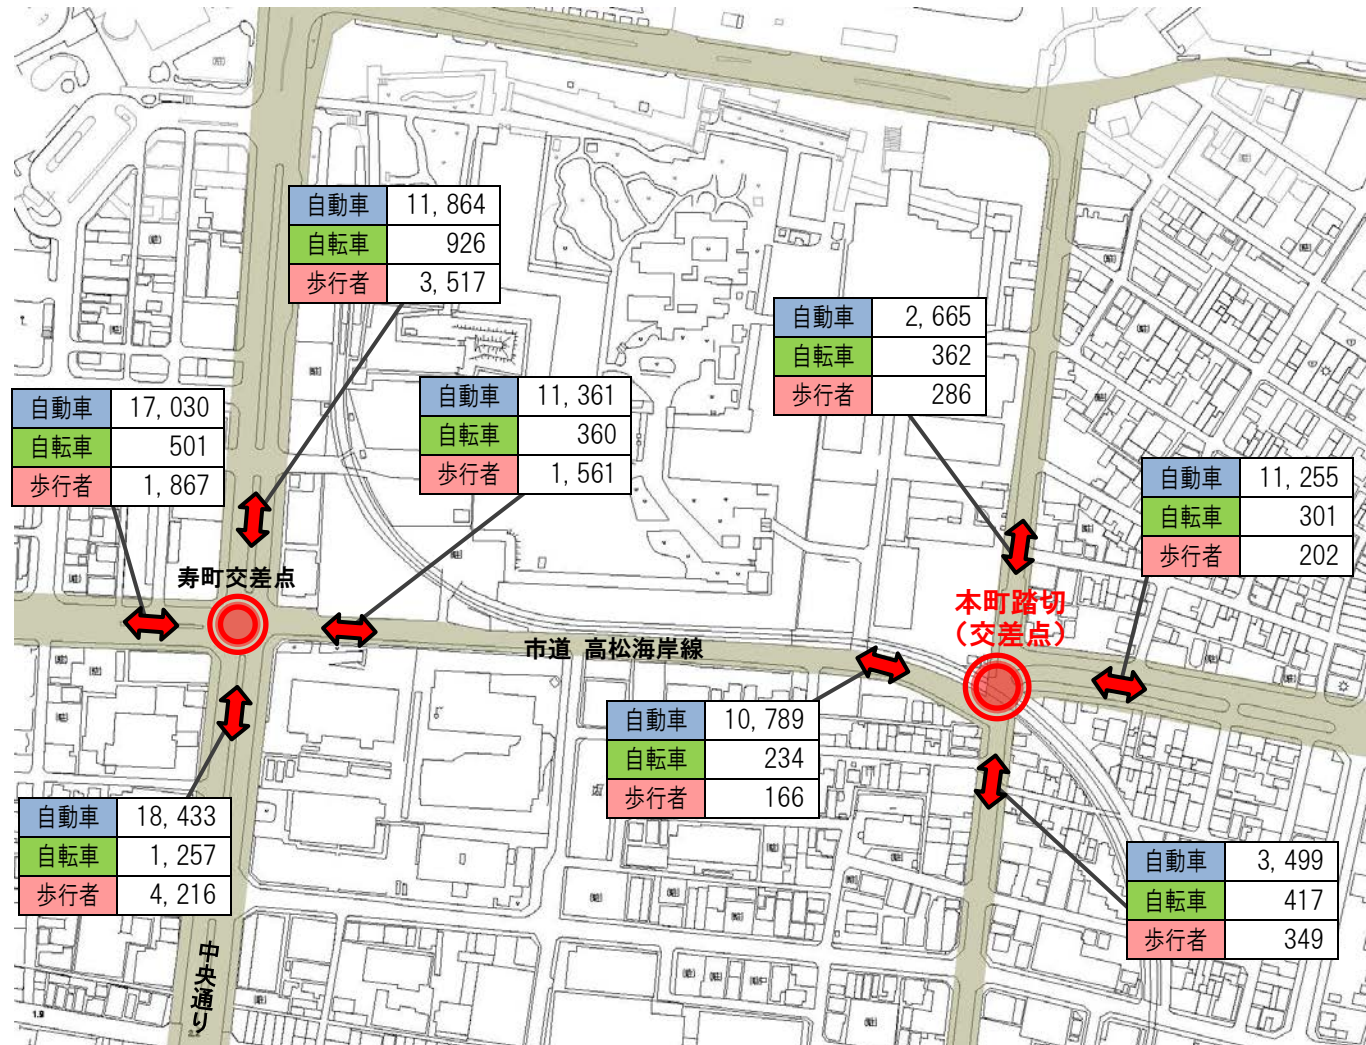 自動車 11,864
自転車 926
歩行者 3,517
自動車 2,665
自転車 362
歩行者 286
自動車 17,030
自転車 501
歩行者 1,867
自動車 11,361
自転車 360
歩行者 1,561
自動車 11,255
自転車 301
歩行者 202
寿町交差点
本町踏切
（交差点）
市道 高松海岸線
自動車 10,789
自転車 234
歩行者 166
自動車 18,433
自転車 1,257
歩行者 4,216
自動車 3,499
自転車 417
歩行者 349
中央通り
1.9